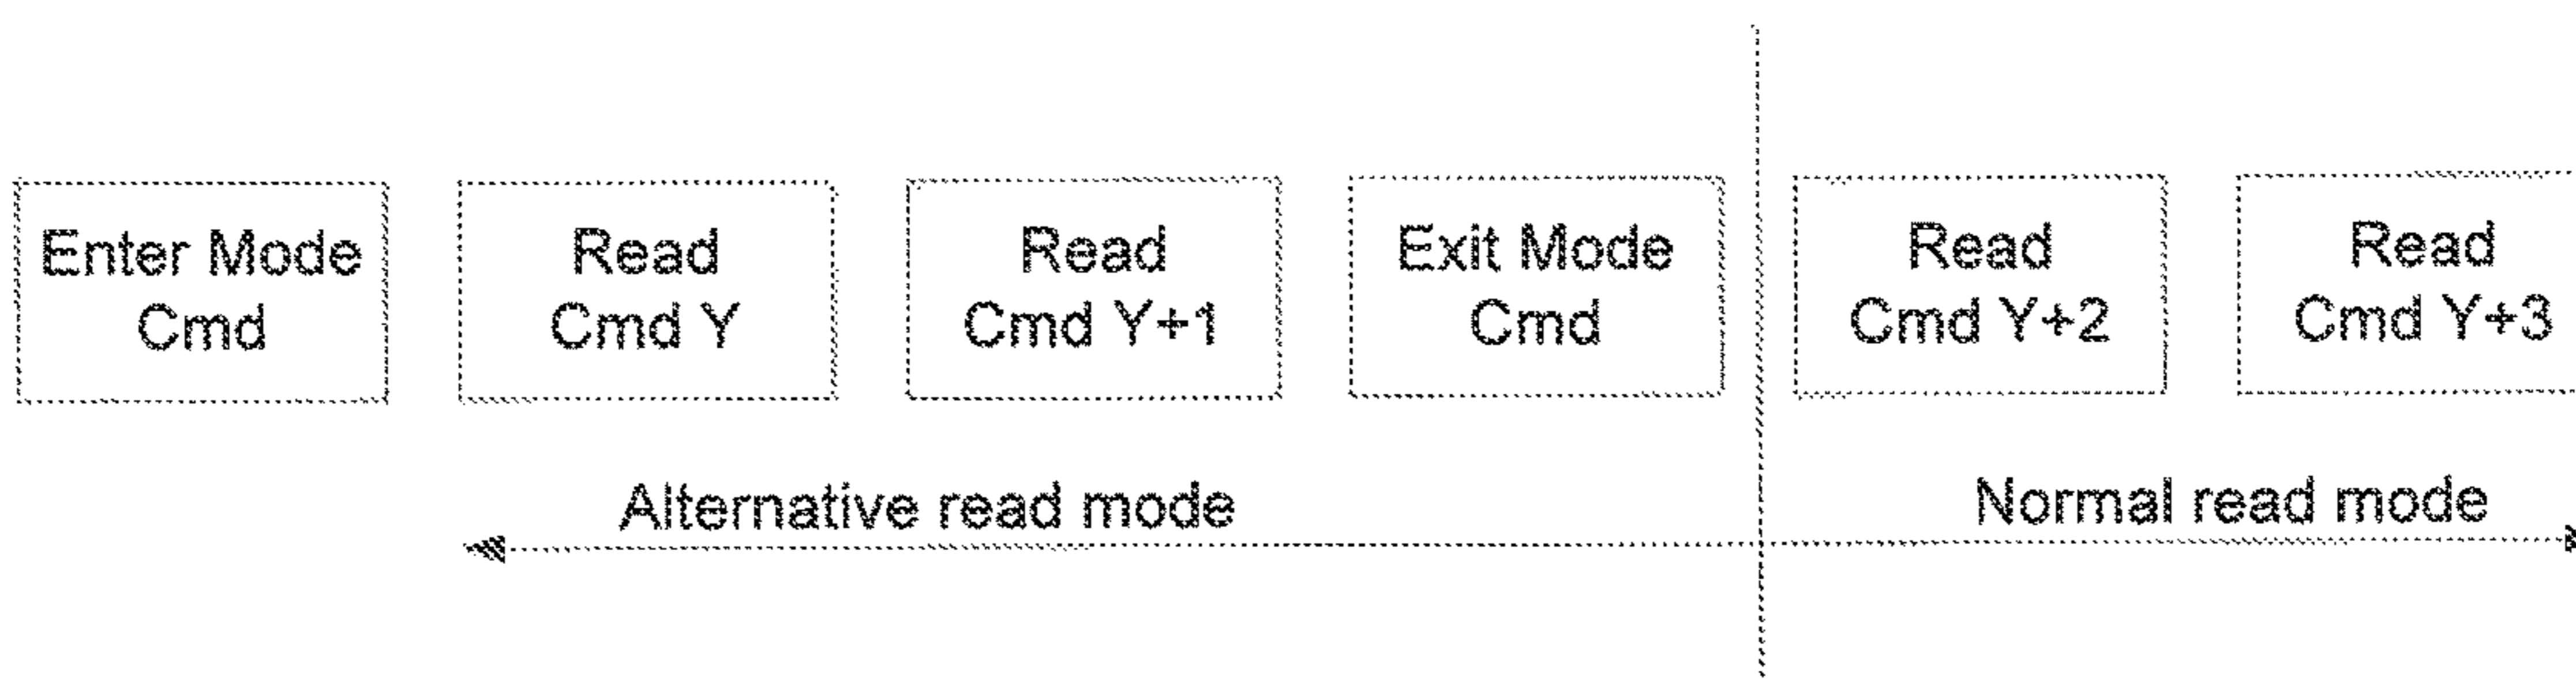 Enter Mode
Cmd
Read
Cmd Y
Read
Cmd Y+1
Exit Mode
Cmd
Read
Cmd Y+2
Read
Cmd Y+3
Alternative read mode
Normal read mode